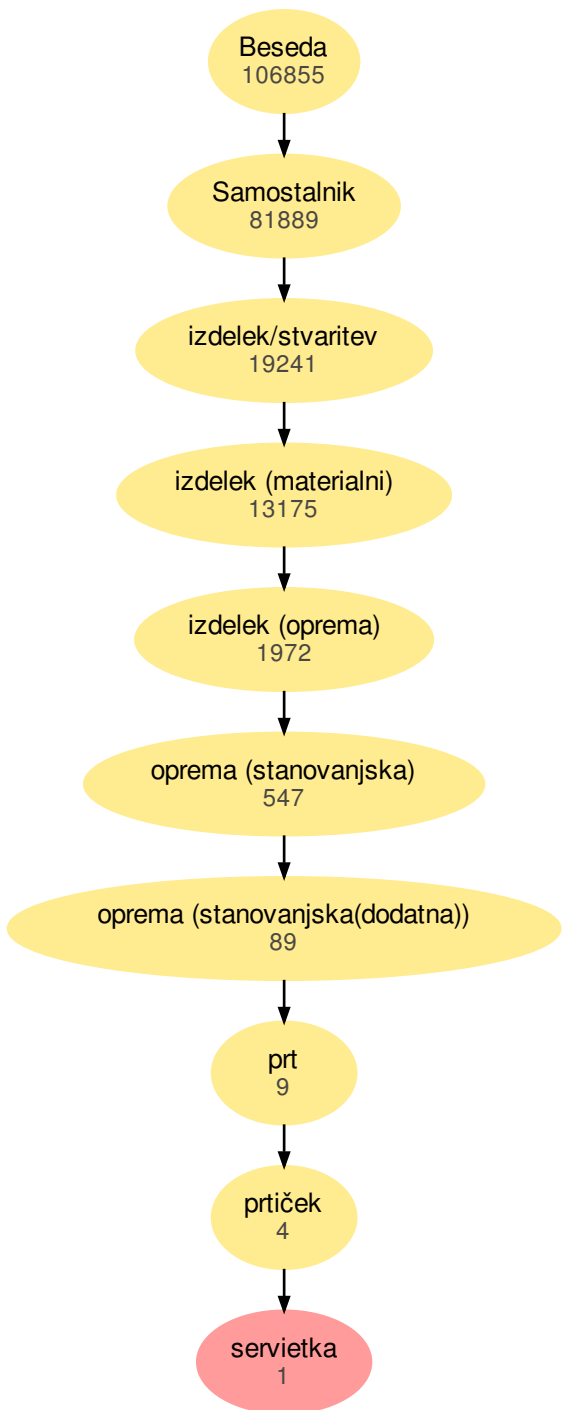 Beseda
106855
Samostalnik
81889
izdelek/stvaritev
19241
izdelek (materialni)
13175
izdelek (oprema)
1972
oprema (stanovanjska)
547
oprema (stanovanjska(dodatna))
89
prt
9
prtiček
4
servietka
1